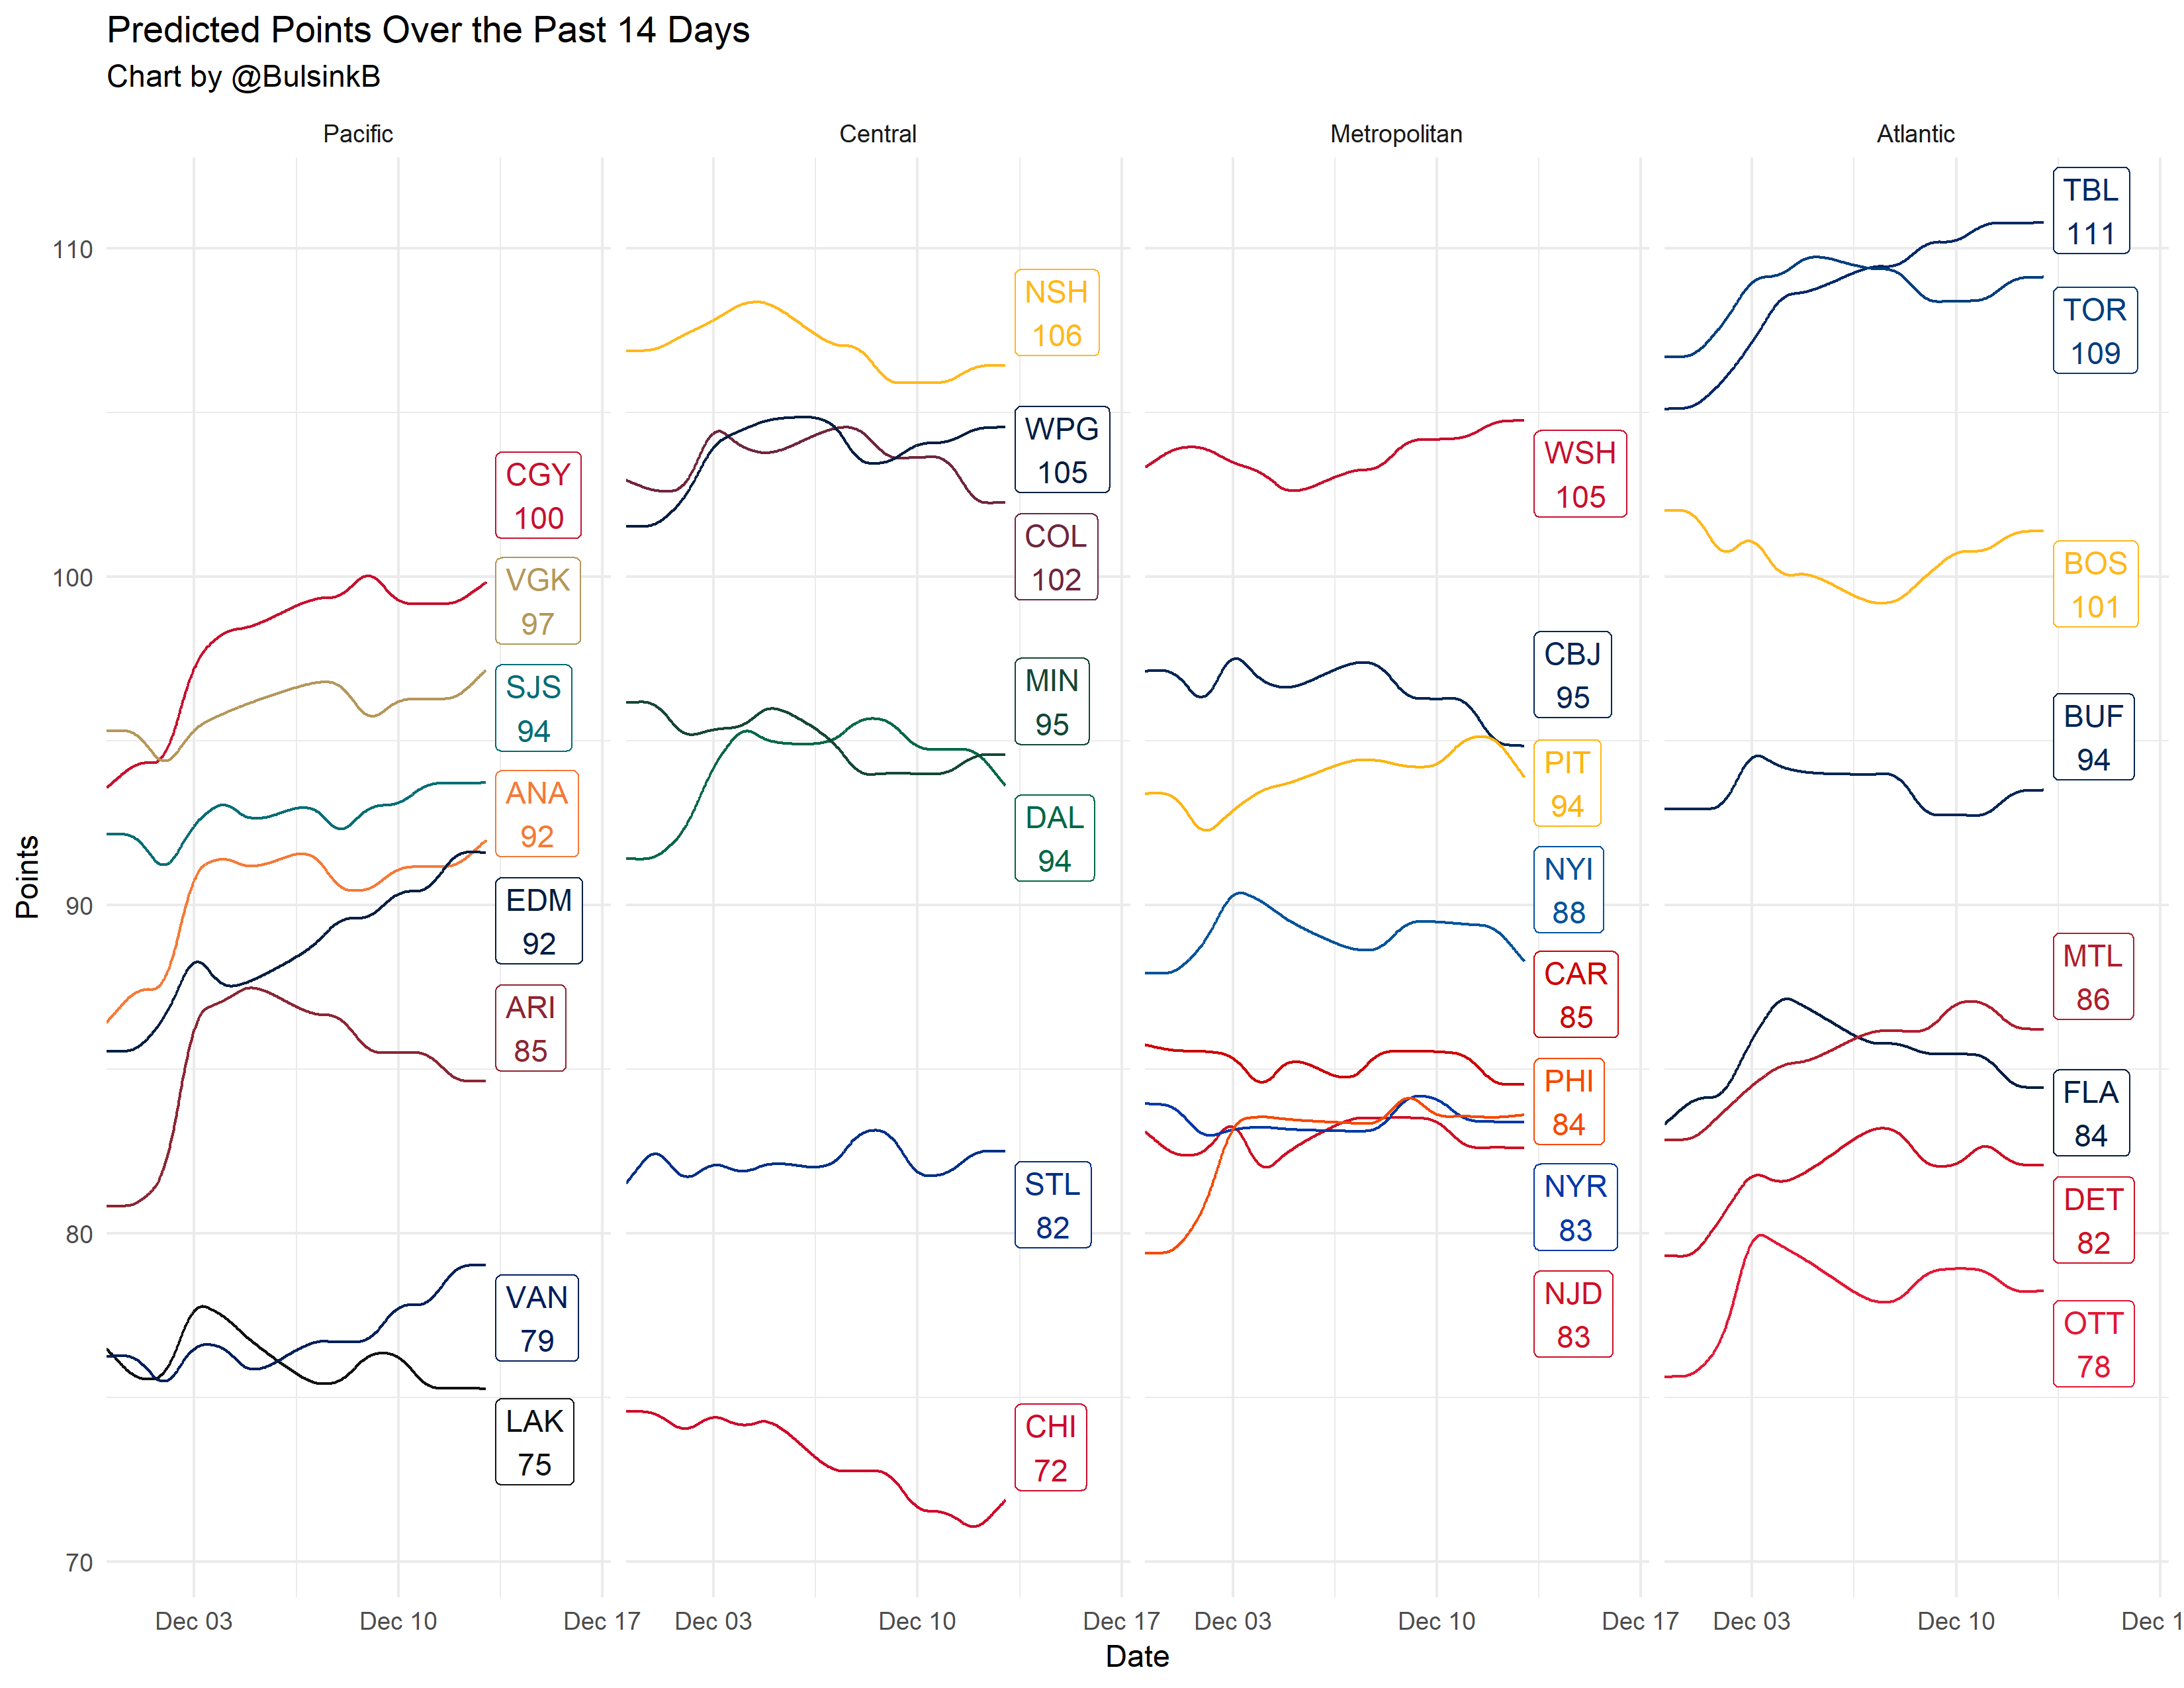 Predicted Points Over the Past 14 Days
Chart by @BulsinkB
Pacific
Central
Metropolitan
Atlantic
Points
110
100
90
80
70
CGY
100
VGK
97
SJS
94
ANA
92
EDM
92
ARI
85
VAN
79
LAK
75
NSH
106
WPG
105
COL
102
MIN
95
DAL
94
STL
82
CHI
72
WSH
105
CBJ
95
PIT
94
NYI
88
CAR
85
PHI
84
NYR
83
NJD
83
TBL
111
TOR
109
BOS
101
BUF
94
MTL
86
FLA
84
DET
82
OTT
78
Dec 03 Dec 10 Dec 17 Dec 03 Dec 10 Dec 17 Dec 03 Dec 10 Dec 17 Dec 03 Dec 10 Dec 1
Date